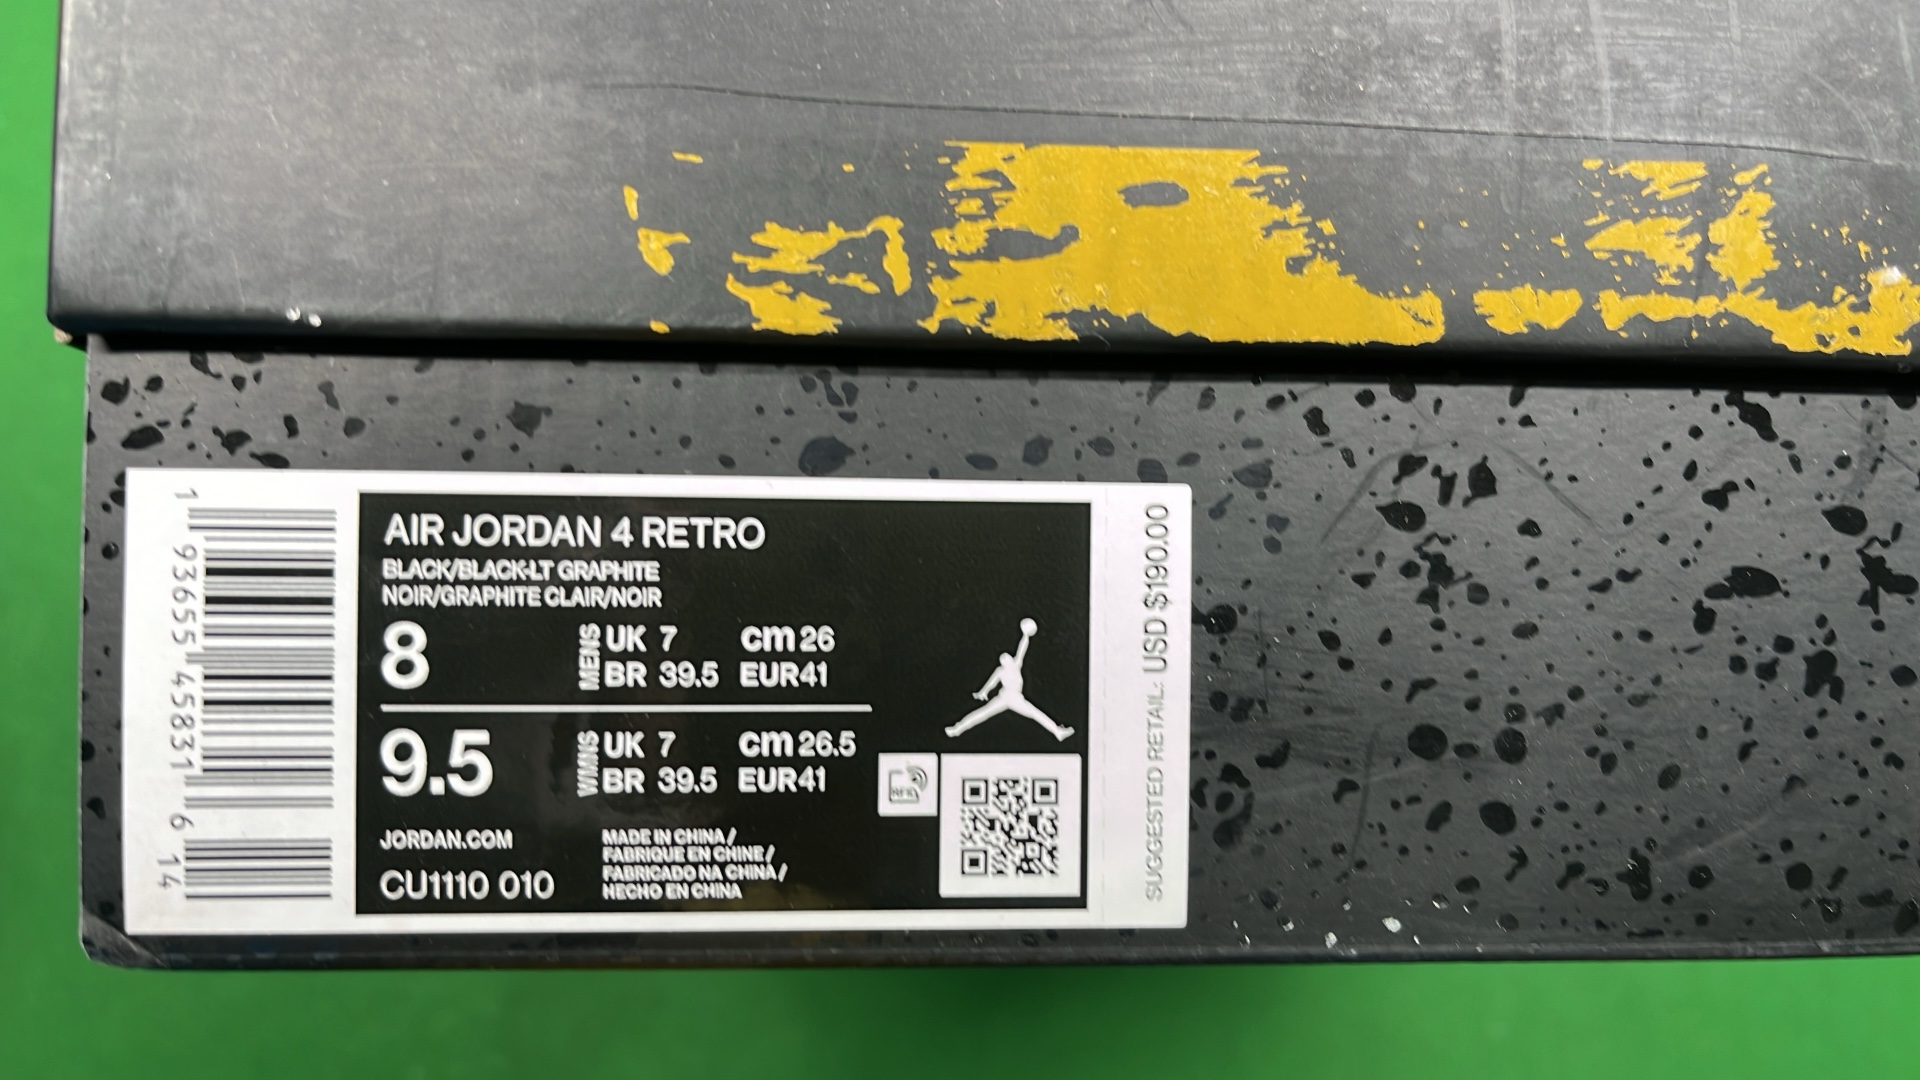 1 936555 45831 6 14
AIR JORDAN 4 RETRO
BLACK/BLACK-LT GRAPHITE
NOIR/GRAPHITE CLAIR/NOIR
8 MENS UK 7 cm 26
BR 39.5 EUR41
9.5 WMNS UK 7 cm 26.5
BR 39.5 EUR41
JORDAN.COM
CU1110 010
MADE IN CHINA /
FABRIQUE EN CHINE /
FABRICADO NA CHINA /
HECHO EN CHINA
RFID
SUGGESTED RETAIL: USD $190.00